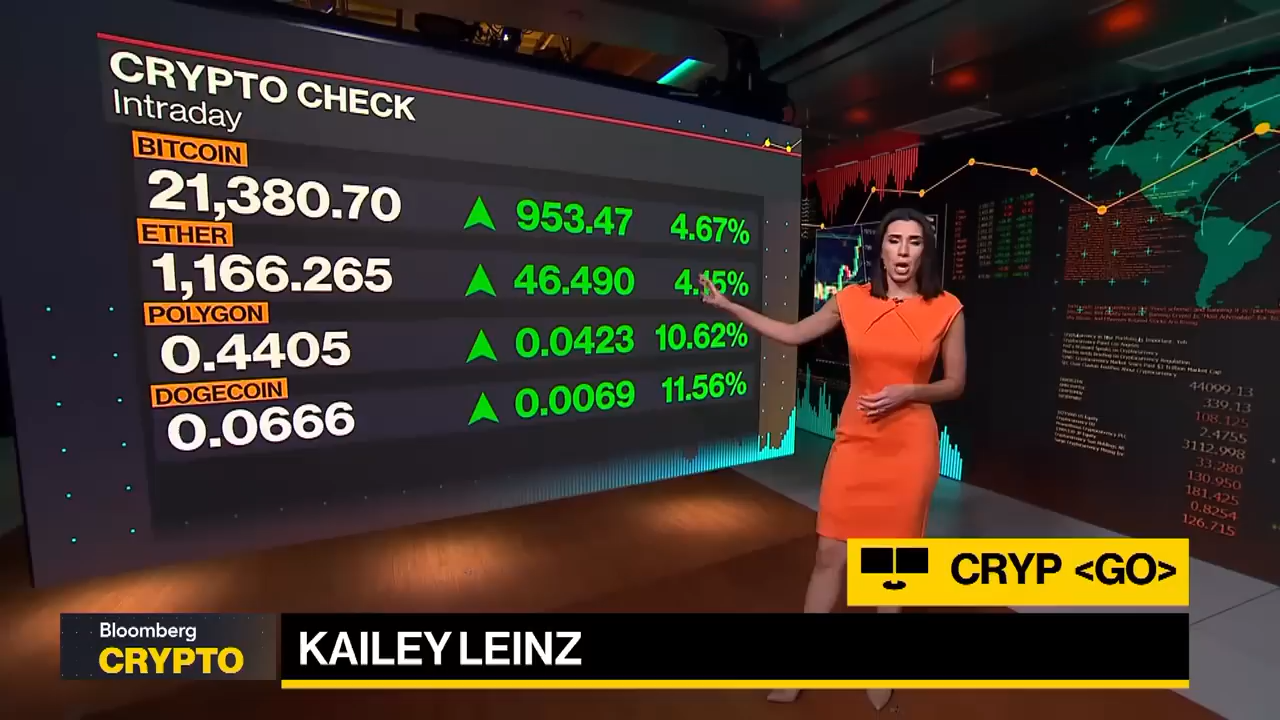 CRYPTO CHECK
Intraday
BITCOIN
21,380.70 953.47 4.67%
ETHER
1,166.265 46.490 4.15%
POLYGON
0.4405 0.0423 10.62%
DOGECOIN
0.0666 0.0069 11.56%
44099.13
339.13
108.125
2.4755
3112.998
33.280
130.950
181.425
0.8254
126.715
CRYP <GO>
Bloomberg
CRYPTO
KAILEY LEINZ